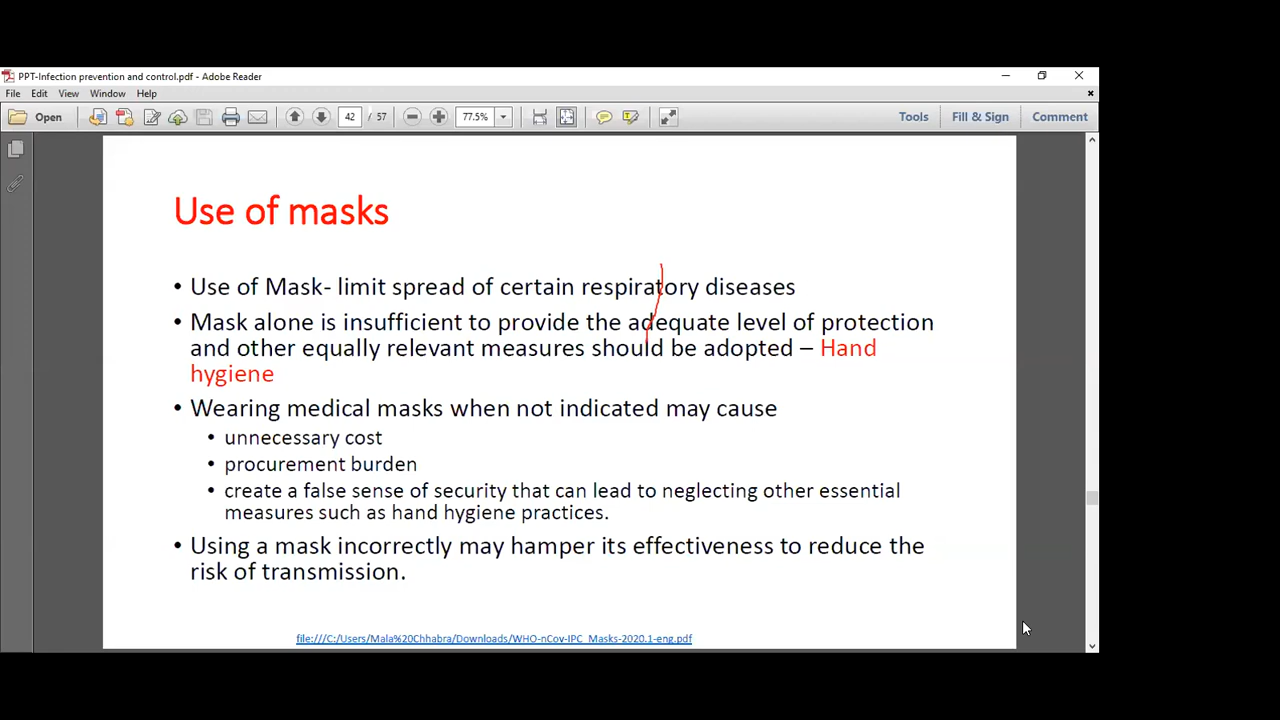 PPT-Infection prevention and control.pdf - Adobe Reader
File Edit View Window Help
Open 42 / 57 77.5% Tools Fill & Sign Comment
Use of masks
• Use of Mask- limit spread of certain respiratory diseases
• Mask alone is insufficient to provide the adequate level of protection
and other equally relevant measures should be adopted – Hand
hygiene
• Wearing medical masks when not indicated may cause
• unnecessary cost
• procurement burden
• create a false sense of security that can lead to neglecting other essential
measures such as hand hygiene practices.
• Using a mask incorrectly may hamper its effectiveness to reduce the
risk of transmission.
file:///C:/Users/Mala%20Chhabra/Downloads/WHO-nCov-IPC_Masks-2020.1-eng.pdf